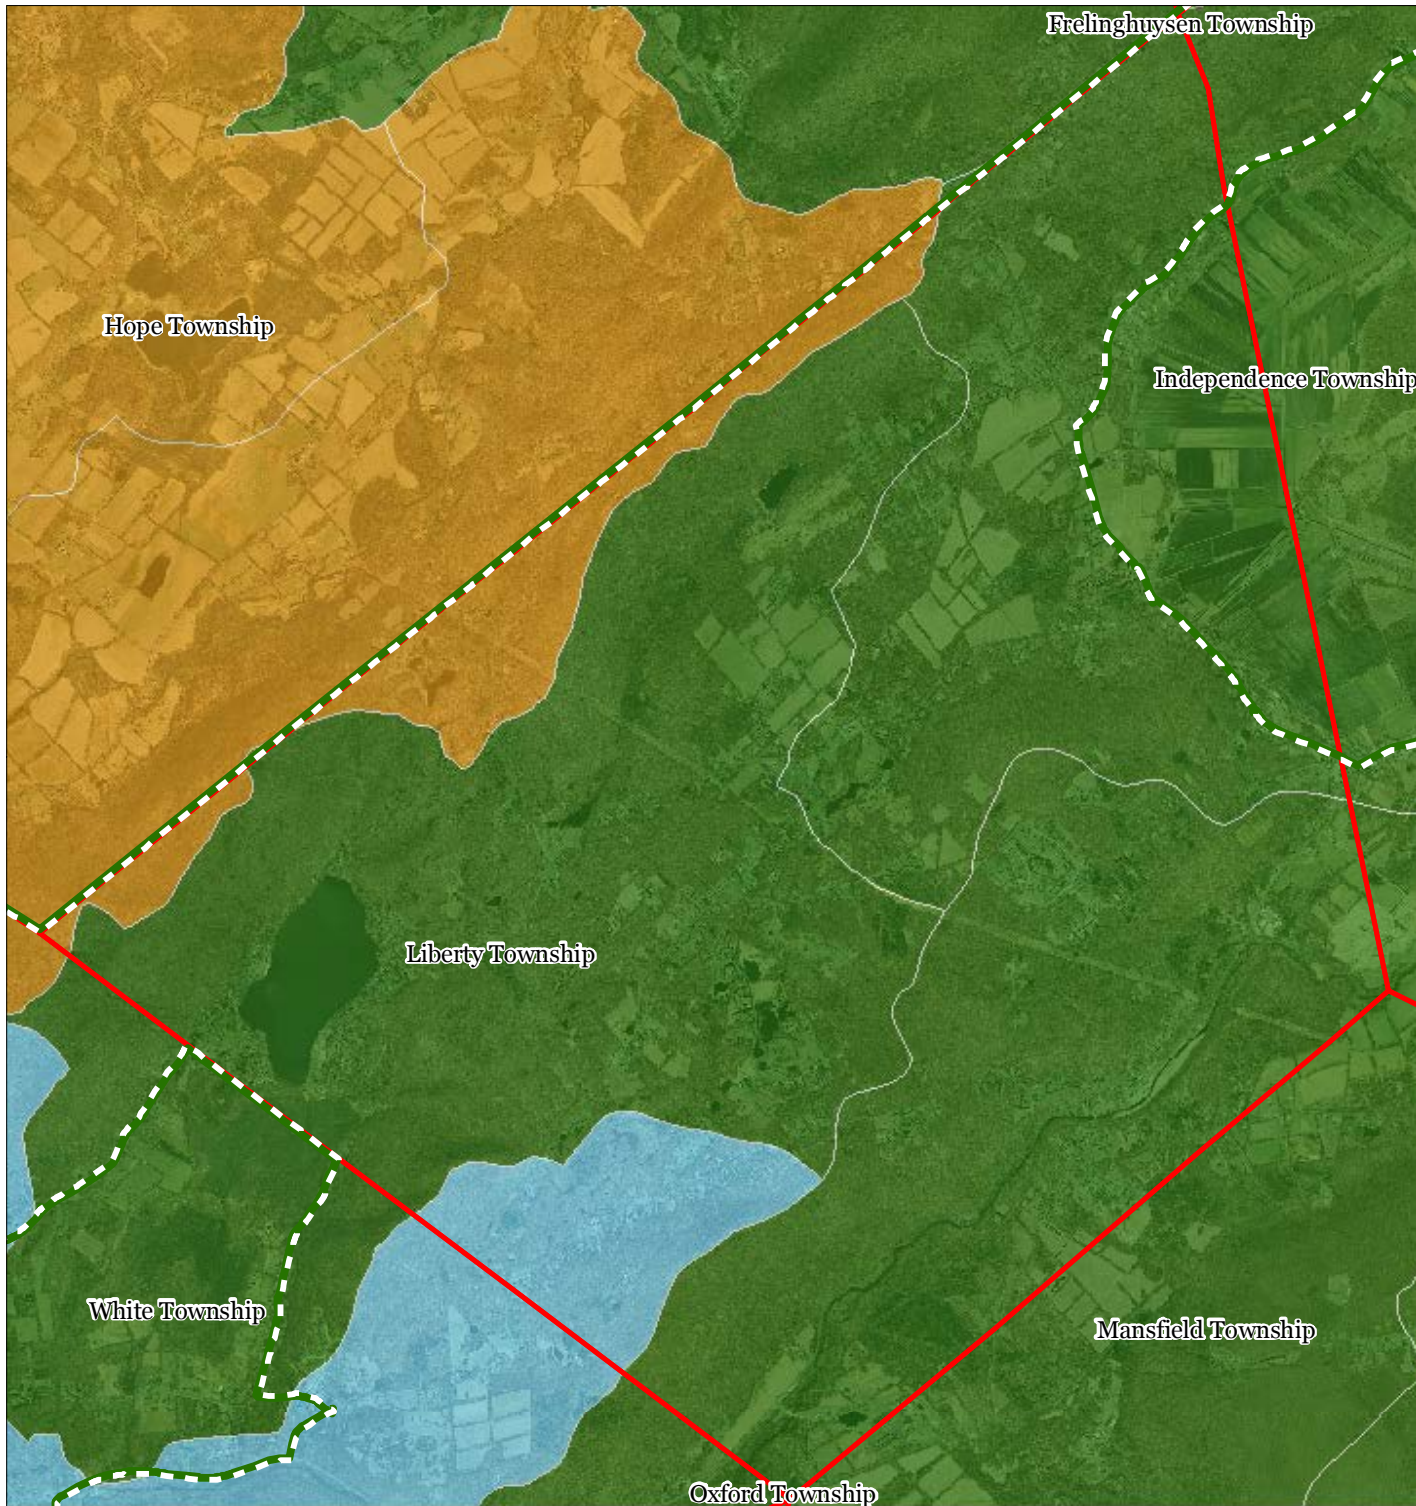 Frelinghuysen Township
Hope Township
Independence Township
Liberty Township
White Township
Mansfield Township
Oxford Township